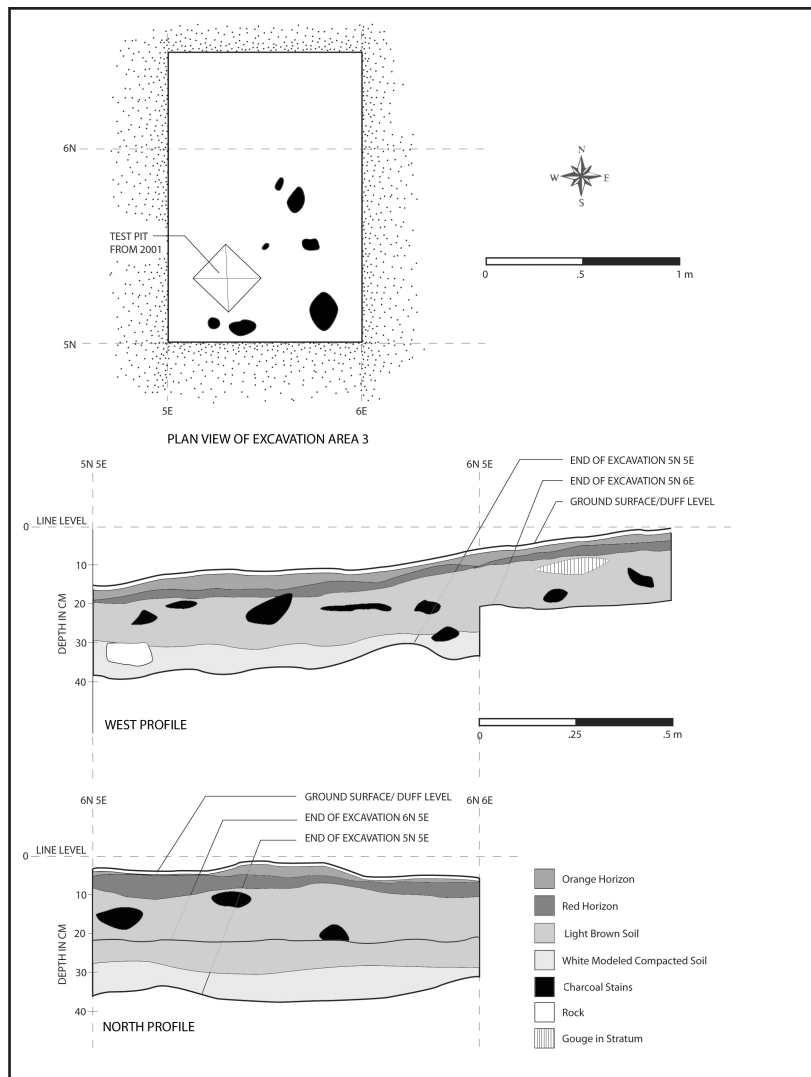 6N
N
W E
S
TEST PIT
FROM 2001
0 .5 1 m
5N
5E 6E
PLAN VIEW OF EXCAVATION AREA 3
5N 5E 6N 5E
END OF EXCAVATION 5N 5E
END OF EXCAVATION 5N 6E
GROUND SURFACE/DUFF LEVEL
0 LINE LEVEL
10
20
30
40
DEPTH IN CM
WEST PROFILE
0 .25 .5 m
6N 5E 6N 6E
GROUND SURFACE/ DUFF LEVEL
END OF EXCAVATION 6N 5E
END OF EXCAVATION 5N 5E
0 LINE LEVEL
10
20
30
40
DEPTH IN CM
NORTH PROFILE
Orange Horizon
Red Horizon
Light Brown Soil
White Modeled Compacted Soil
Charcoal Stains
Rock
Gouge in Stratum